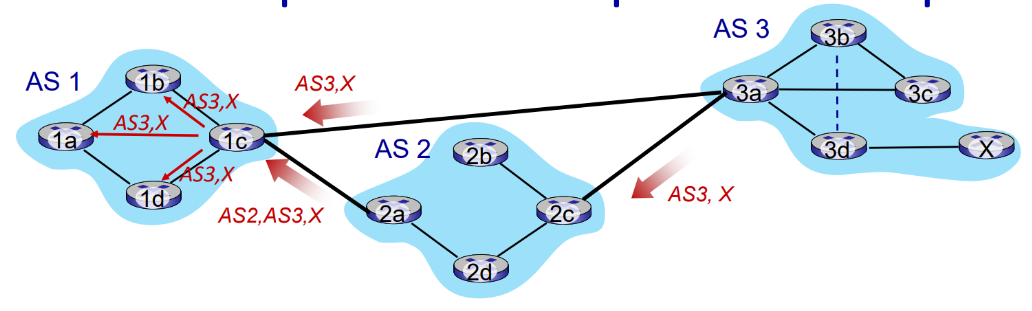 AS 3
3b
AS 1
1b
AS3,X
AS3,X
3a
3c
AS3,X
1a
1c
AS 2
2b
3d
X
AS3,X
1d
AS2,AS3,X
2a
2c
AS3, X
2d